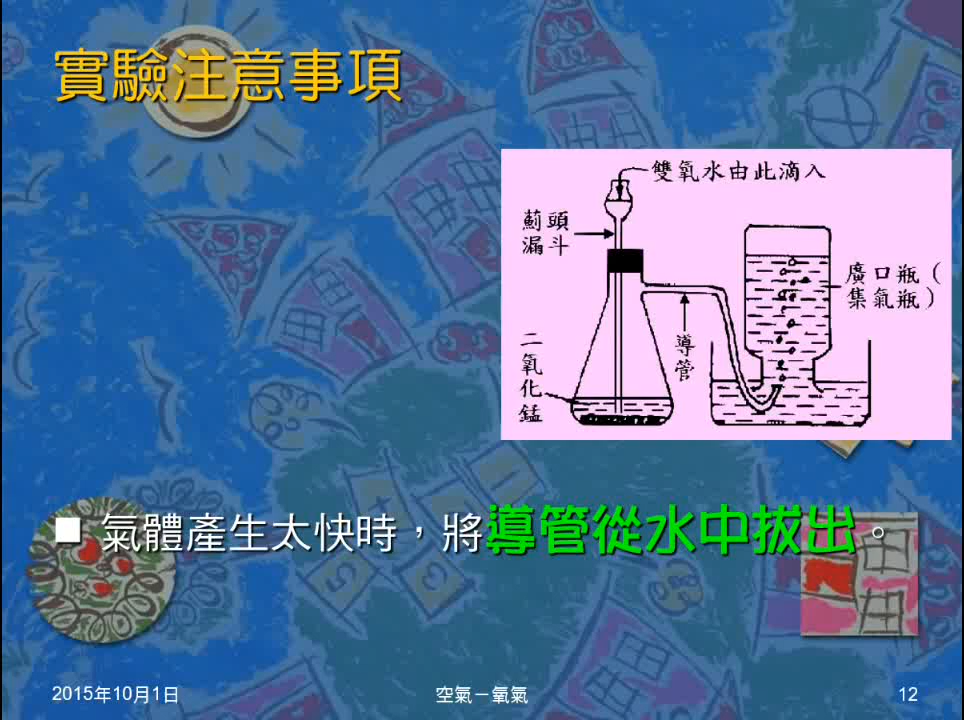 實驗注意事項
雙氧水由此滴入
薊頭
漏斗
廣口瓶（
集氣瓶）
導管
二氧化錳
氣體產生太快時，將導管從水中拔出。
2015年10月1日
空氣－氧氣
12